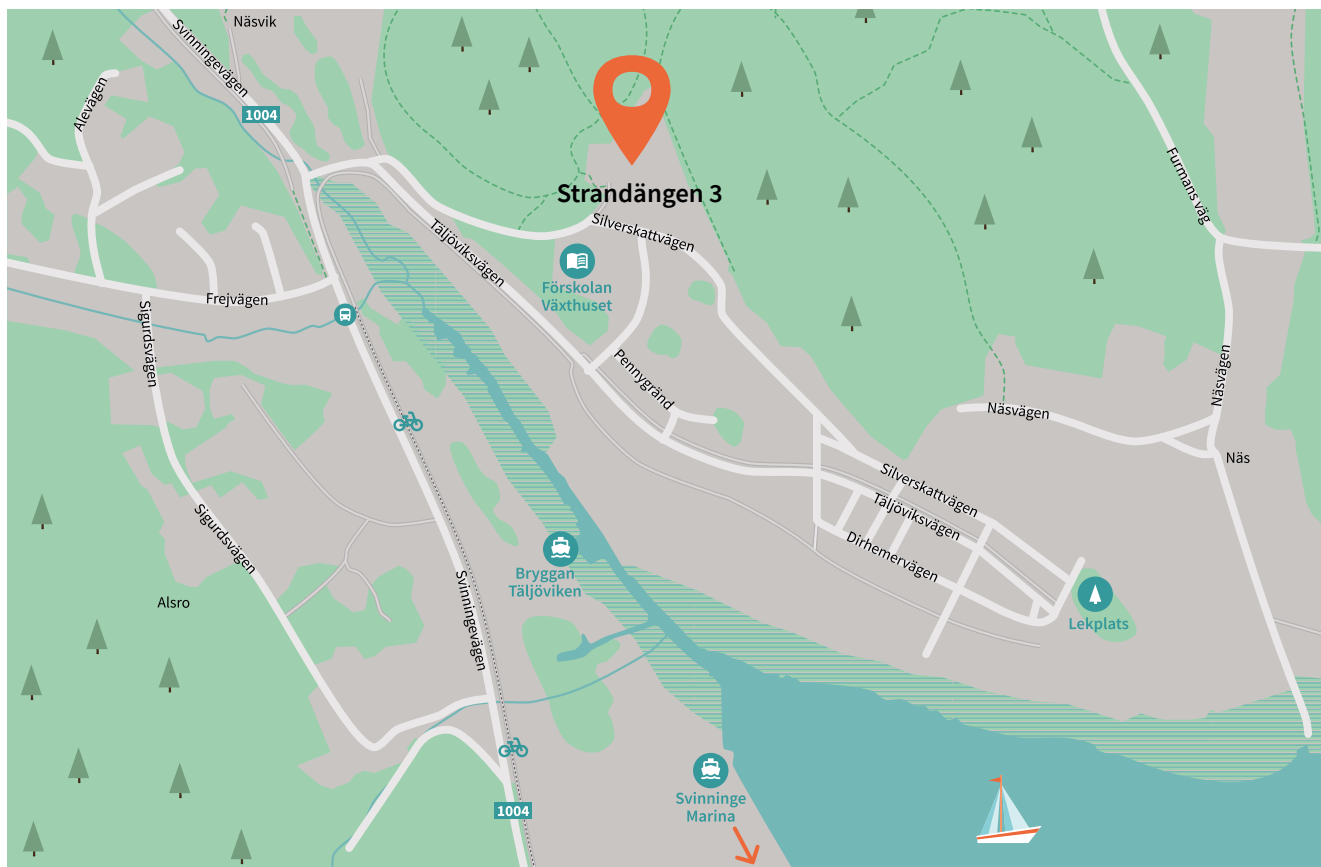 Näsvik
Svinningevägen
1004
Alevägen
Strandängen 3
Furmans väg
Silverskattvägen
Täljöviksvägen
Förskolan
Växthuset
Frejvägen
Sigurdsvägen
Pennygränd
Näsvägen
Näsvägen
Näs
Silverskattvägen
Täljöviksvägen
Dirhemervägen
Sigurdsvägen
Bryggan
Täljöviken
Alsro
Svinningevägen
Lekplats
Svinninge
Marina
1004